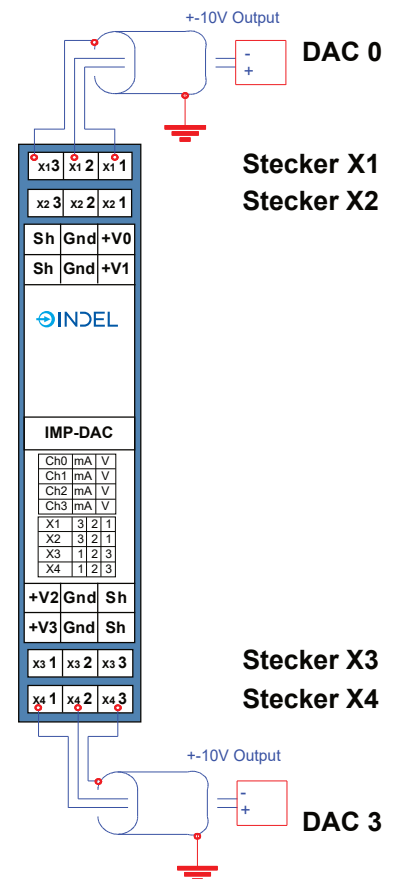 +-10V Output
-
+
DAC 0
x13 x1 2 x1 1
Stecker X1
x2 3 x2 2 x2 1
Stecker X2
Sh Gnd +V0
Sh Gnd +V1
INDEL
IMP-DAC
Ch0 mA V
Ch1 mA V
Ch2 mA V
Ch3 mA V
X1 3 2 1
X2 3 2 1
X3 1 2 3
X4 1 2 3
+V2 Gnd Sh
+V3 Gnd Sh
x3 1 x3 2 x3 3
Stecker X3
x4 1 x4 2 x4 3
Stecker X4
+-10V Output
-
+
DAC 3